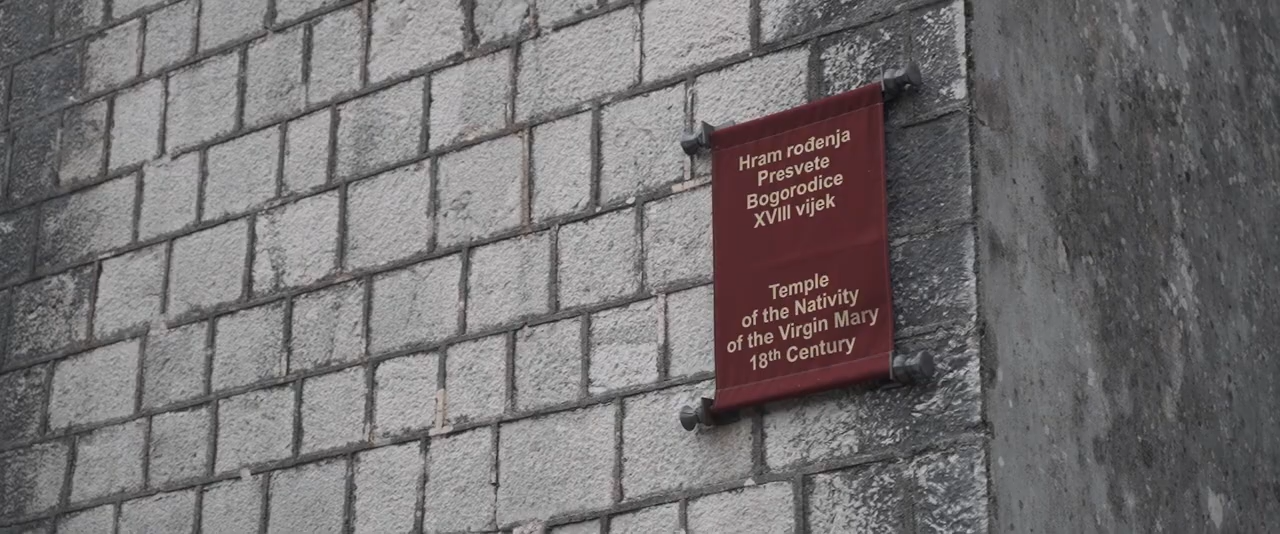 Hram rođenja
Presvete
Bogorodice
XVIII vijek
Temple
of the Nativity
of the Virgin Mary
18th Century